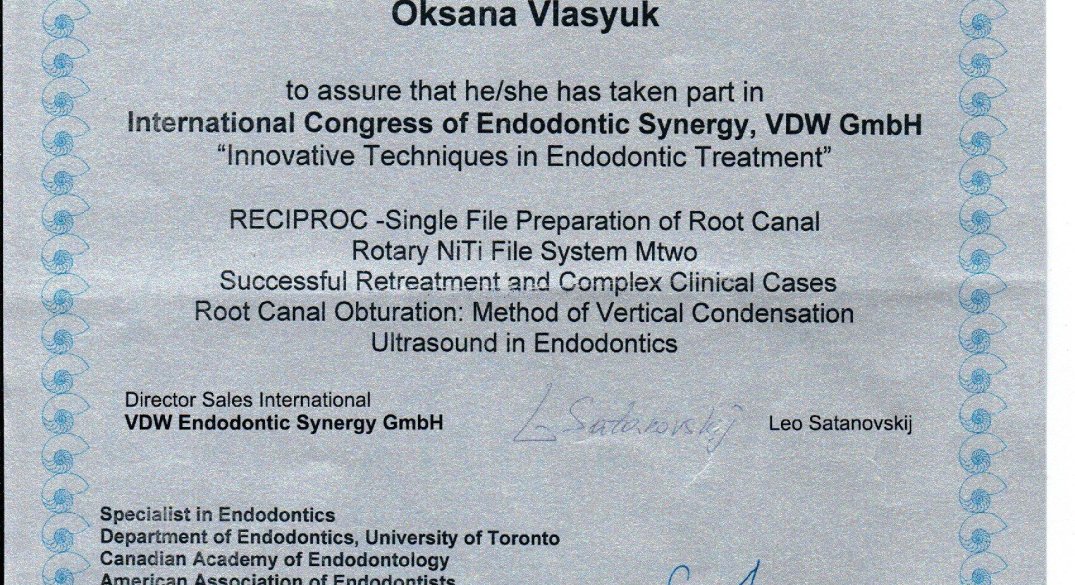 Oksana Vlasyuk
to assure that he/she has taken part in
International Congress of Endodontic Synergy, VDW GmbH
“Innovative Techniques in Endodontic Treatment”
RECIPROC -Single File Preparation of Root Canal
Rotary NiTi File System Mtwo
Successful Retreatment and Complex Clinical Cases
Root Canal Obturation: Method of Vertical Condensation
Ultrasound in Endodontics
Director Sales International
VDW Endodontic Synergy GmbH
L Satanovskij
Leo Satanovskij
Specialist in Endodontics
Department of Endodontics, University of Toronto
Canadian Academy of Endodontology
American Association of Endodontists